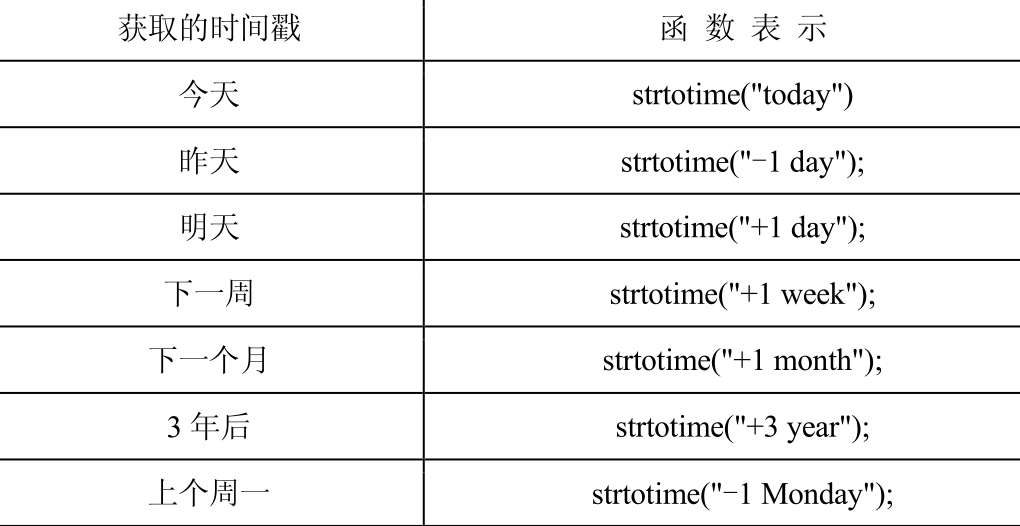 获取的时间戳 函数表示
今天 strtotime("today")
昨天 strtotime("-1 day");
明天 strtotime("+1 day");
下一周 strtotime("+1 week");
下一个月 strtotime("+1 month");
3 年后 strtotime("+3 year");
上个周一 strtotime("-1 Monday");